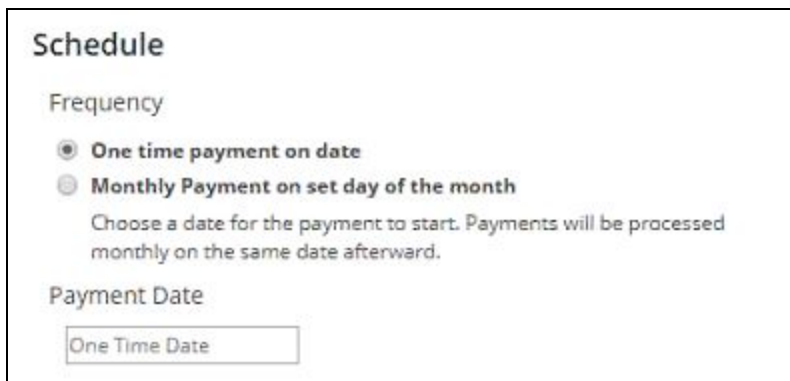 Schedule
Frequency
One time payment on date
Monthly Payment on set day of the month
Choose a date for the payment to start. Payments will be processed
monthly on the same date afterward.
Payment Date
One Time Date